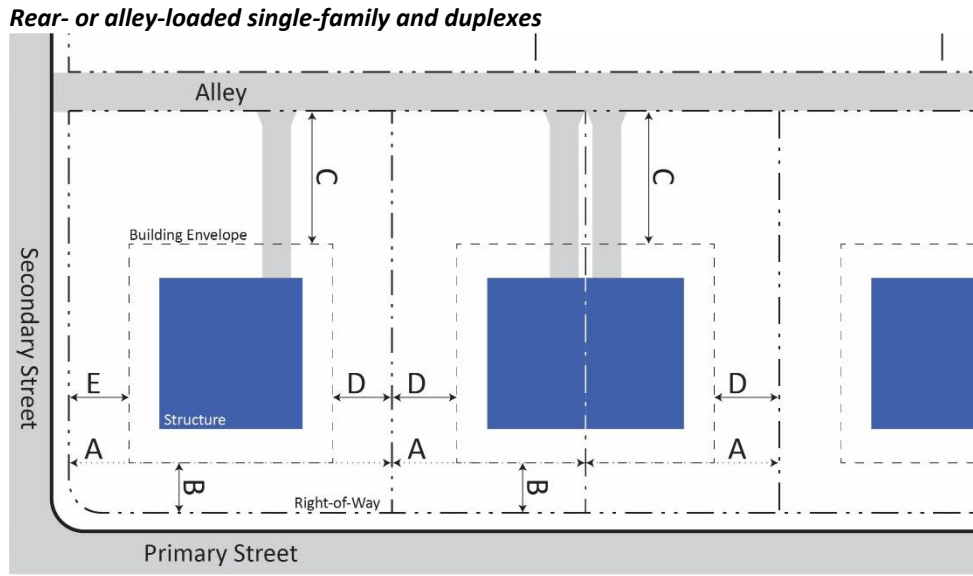 Rear- or alley-loaded single-family and duplexes
Alley
C
C
Building Envelope
Secondary Street
E
D
D
D
Structure
A
A
A
B
B
Right-of-Way
Primary Street